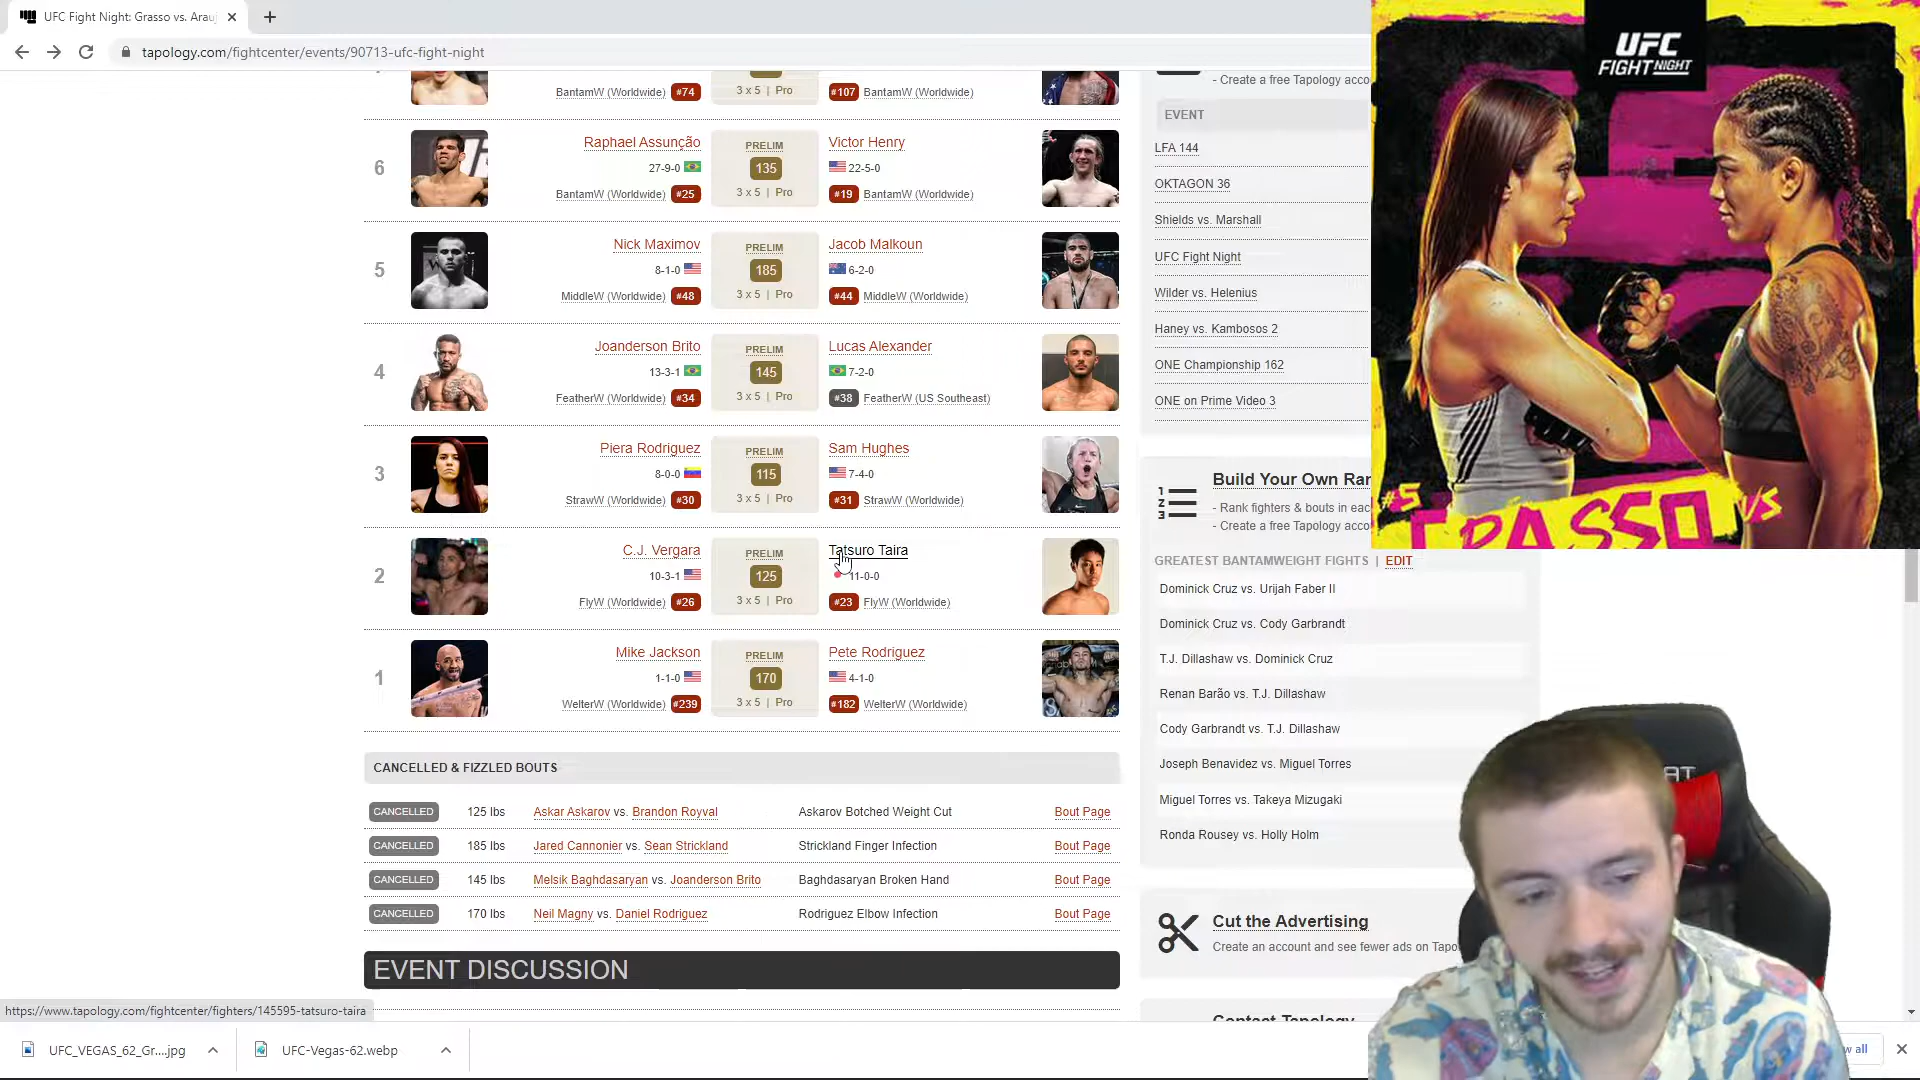 UFC Fight Night: Grasso vs. Arauj
tapology.com/fightcenter/events/90713-ufc-fight-night
BantamW (Worldwide) #74
3 x 5 | Pro
#107 BantamW (Worldwide)
6
Raphael Assunção
27-9-0
BantamW (Worldwide) #25
PRELIM
135
3 x 5 | Pro
Victor Henry
22-5-0
#19 BantamW (Worldwide)
5
Nick Maximov
8-1-0
MiddleW (Worldwide) #48
PRELIM
185
3 x 5 | Pro
Jacob Malkoun
6-2-0
#44 MiddleW (Worldwide)
4
Joanderson Brito
13-3-1
FeatherW (Worldwide) #34
PRELIM
145
3 x 5 | Pro
Lucas Alexander
7-2-0
#38 FeatherW (US Southeast)
3
Piera Rodriguez
8-0-0
StrawW (Worldwide) #30
PRELIM
115
3 x 5 | Pro
Sam Hughes
7-4-0
#31 StrawW (Worldwide)
2
C.J. Vergara
10-3-1
FlyW (Worldwide) #26
PRELIM
125
3 x 5 | Pro
Tatsuro Taira
11-0-0
#23 FlyW (Worldwide)
1
Mike Jackson
1-1-0
WelterW (Worldwide) #239
PRELIM
170
3 x 5 | Pro
Pete Rodriguez
4-1-0
#182 WelterW (Worldwide)
CANCELLED & FIZZLED BOUTS
CANCELLED 125 lbs Askar Askarov vs. Brandon Royval Askarov Botched Weight Cut Bout Page
CANCELLED 185 lbs Jared Cannonier vs. Sean Strickland Strickland Finger Infection Bout Page
CANCELLED 145 lbs Melsik Baghdasaryan vs. Joanderson Brito Baghdasaryan Broken Hand Bout Page
CANCELLED 170 lbs Neil Magny vs. Daniel Rodriguez Rodriguez Elbow Infection Bout Page
EVENT DISCUSSION
- Create a free Tapology acco
EVENT
LFA 144
OKTAGON 36
Shields vs. Marshall
UFC Fight Night
Wilder vs. Helenius
Haney vs. Kambosos 2
ONE Championship 162
ONE on Prime Video 3
1
2
3
Build Your Own Ran
- Rank fighters & bouts in eac
- Create a free Tapology acco
GREATEST BANTAMWEIGHT FIGHTS | EDIT
Dominick Cruz vs. Urijah Faber II
Dominick Cruz vs. Cody Garbrandt
T.J. Dillashaw vs. Dominick Cruz
Renan Barão vs. T.J. Dillashaw
Cody Garbrandt vs. T.J. Dillashaw
Joseph Benavidez vs. Miguel Torres
Miguel Torres vs. Takeya Mizugaki
Ronda Rousey vs. Holly Holm
Cut the Advertising
Create an account and see fewer ads on Tapo
Contact Tapology
UFC
FIGHT NIGHT
#5
GRASSO VS
https://www.tapology.com/fightcenter/fighters/145595-tatsuro-taira
UFC_VEGAS_62_Gr....jpg
UFC-Vegas-62.webp
w all